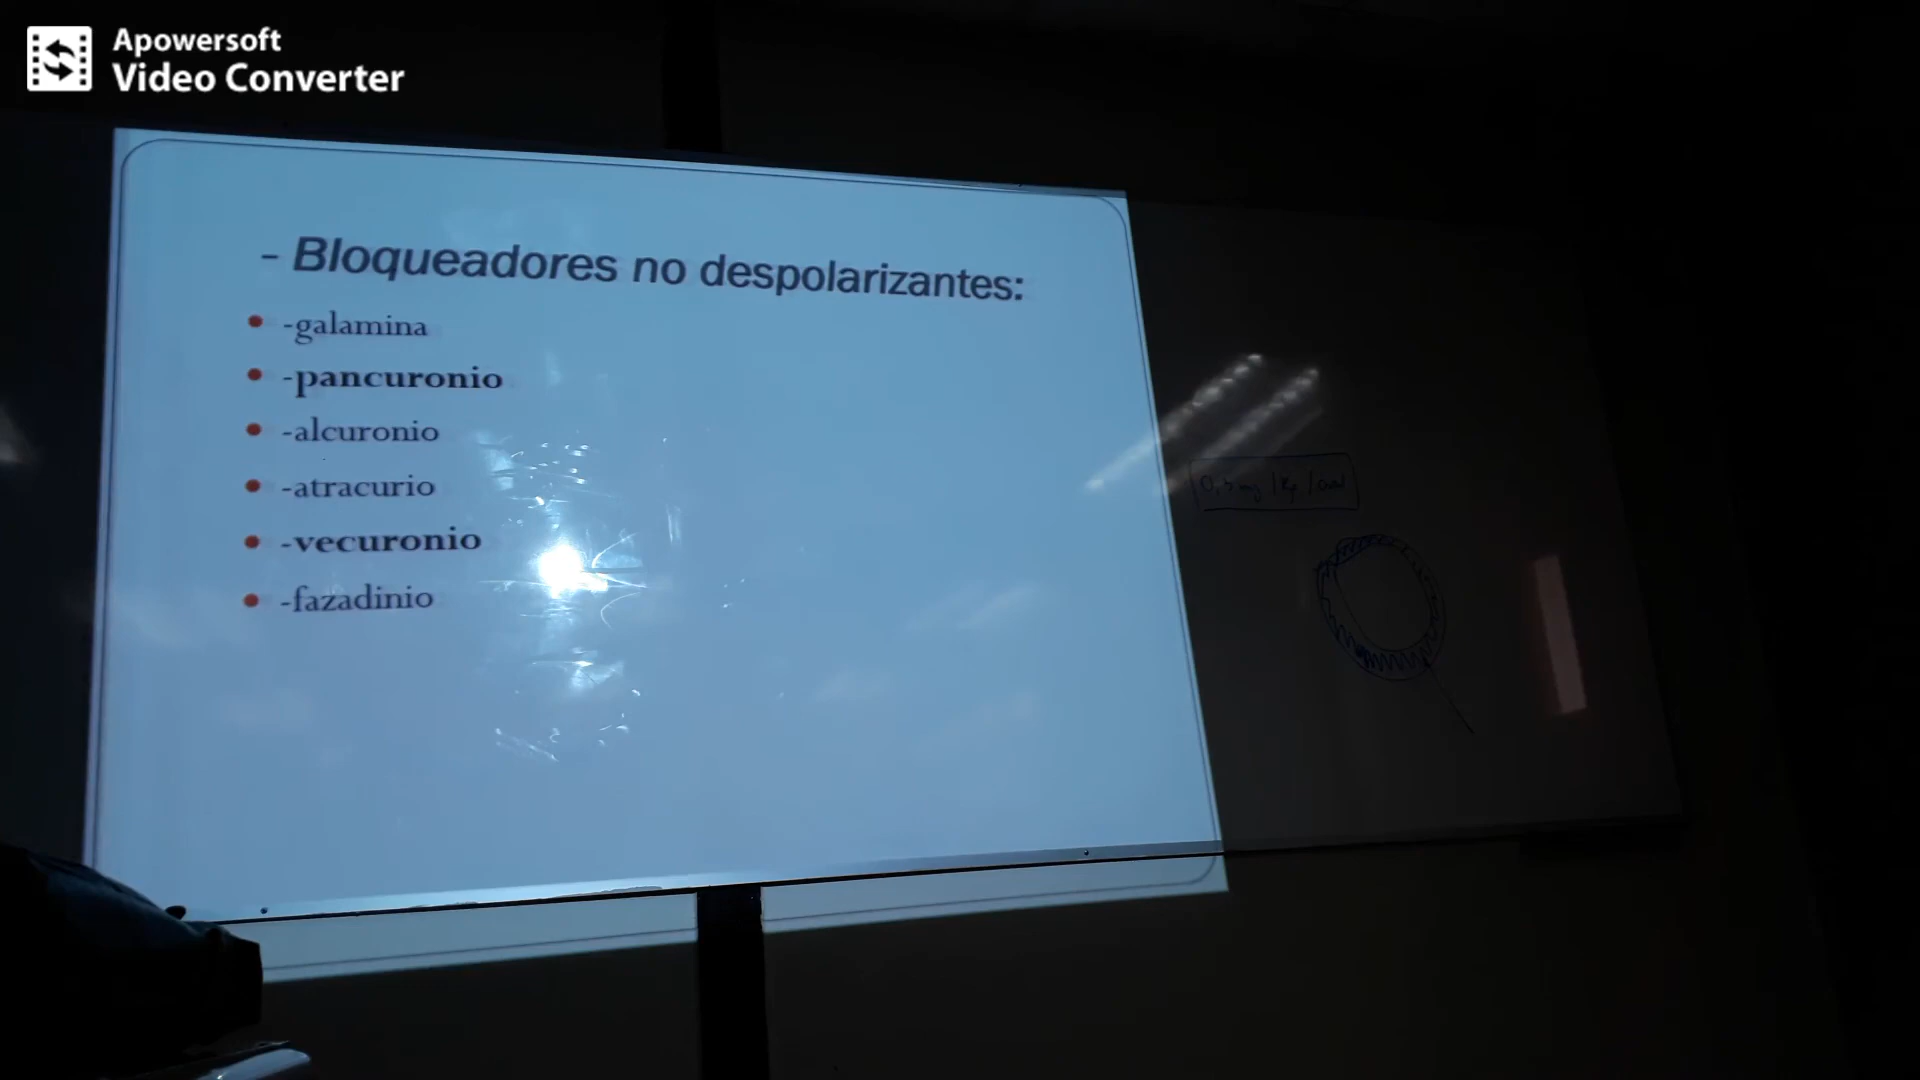 Apowersoft
Video Converter
- Bloqueadores no despolarizantes:
-galamina
-pancuronio
-alcuronio
-atracurio
-vecuronio
-fazadinio